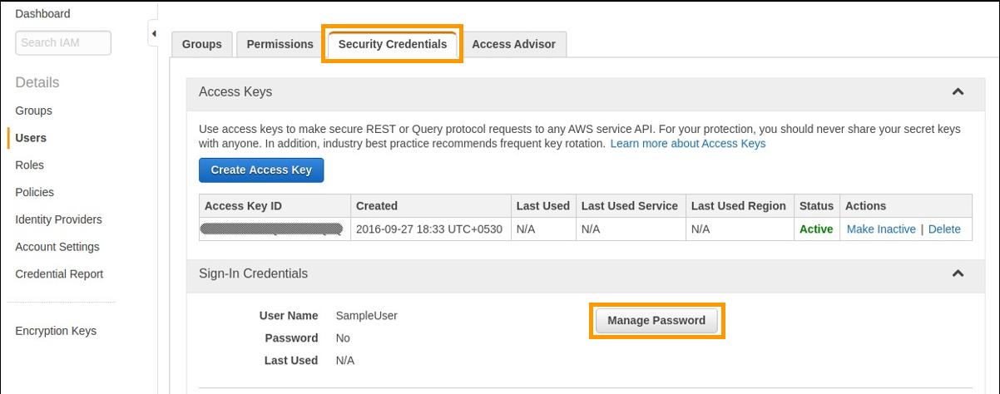 Dashboard
Search IAM
Details
Groups
Users
Roles
Policies
Identity Providers
Account Settings
Credential Report
Encryption Keys
Groups Permissions Security Credentials Access Advisor
Access Keys
Use access keys to make secure REST or Query protocol requests to any AWS service API. For your protection, you should never share your secret keys
with anyone. In addition, industry best practice recommends frequent key rotation. Learn more about Access Keys
Create Access Key
Access Key ID Created Last Used Last Used Service Last Used Region Status Actions
2016-09-27 18:33 UTC+0530 N/A N/A N/A Active Make Inactive | Delete
Sign-In Credentials
User Name SampleUser Manage Password
Password No
Last Used N/A